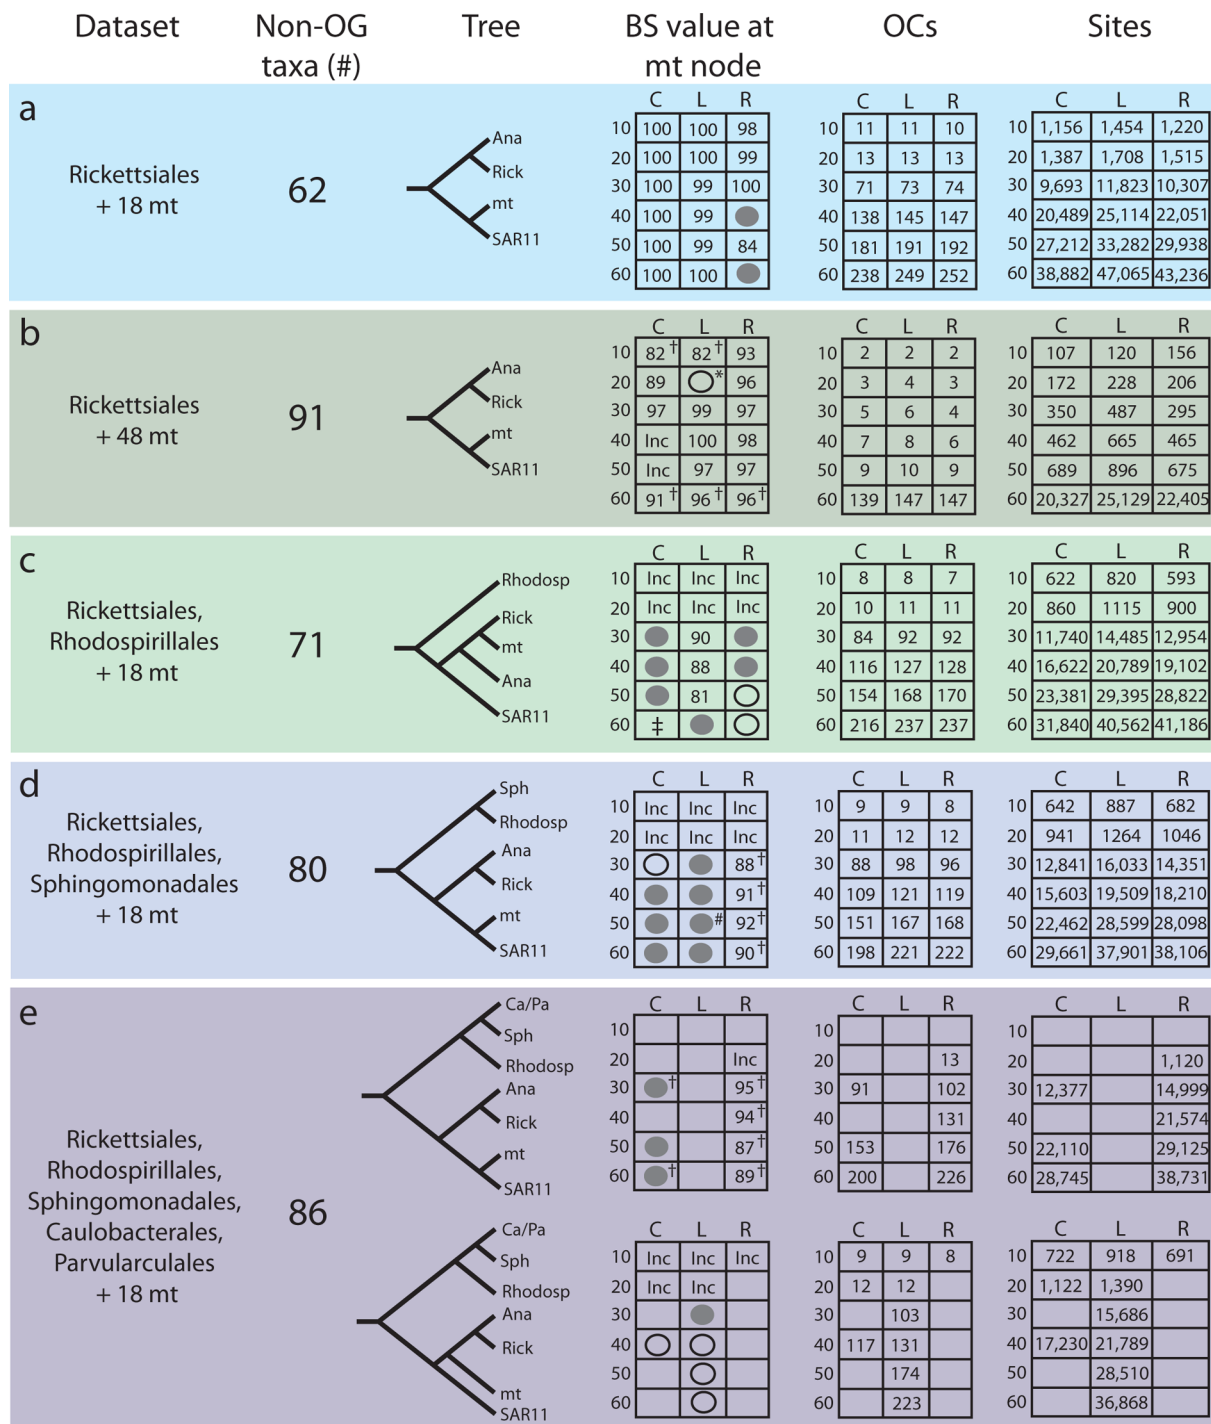 Dataset Non-OG Tree BS value at OCs Sites
taxa (#) mt node
a
Rickettsiales
+ 18 mt
62
Ana
Rick
mt
SAR11
C L R
10 100 100 98
20 100 100 99
30 100 99 100
40 100 99
50 100 99 84
60 100 100
C L R
10 11 11 10
20 13 13 13
30 71 73 74
40 138 145 147
50 181 191 192
60 238 249 252
C L R
10 1,156 1,454 1,220
20 1,387 1,708 1,515
30 9,693 11,823 10,307
40 20,489 25,114 22,051
50 27,212 33,282 29,938
60 38,882 47,065 43,236
b
Rickettsiales
+ 48 mt
91
Ana
Rick
mt
SAR11
C L R
10 82† 82† 93
20 89 * 96
30 97 99 97
40 Inc 100 98
50 Inc 97 97
60 91† 96† 96†
C L R
10 2 2 2
20 3 4 3
30 5 6 4
40 7 8 6
50 9 10 9
60 139 147 147
C L R
10 107 120 156
20 172 228 206
30 350 487 295
40 462 665 465
50 689 896 675
60 20,327 25,129 22,405
c
Rickettsiales,
Rhodospirillales
+ 18 mt
71
Rhodosp
Rick
mt
Ana
SAR11
C L R
10 Inc Inc Inc
20 Inc Inc Inc
30 90
40 88
50 81
60 ‡
C L R
10 8 8 7
20 10 11 11
30 84 92 92
40 116 127 128
50 154 168 170
60 216 237 237
C L R
10 622 820 593
20 860 1115 900
30 11,740 14,485 12,954
40 16,622 20,789 19,102
50 23,381 29,395 28,822
60 31,840 40,562 41,186
d
Rickettsiales,
Rhodospirillales,
Sphingomonadales
+ 18 mt
80
Sph
Rhodosp
Ana
Rick
mt
SAR11
C L R
10 Inc Inc Inc
20 Inc Inc Inc
30 88†
40 91†
50 # 92†
60 90†
C L R
10 9 9 8
20 11 12 12
30 88 98 96
40 109 121 119
50 151 167 168
60 198 221 222
C L R
10 642 887 682
20 941 1264 1046
30 12,841 16,033 14,351
40 15,603 19,509 18,210
50 22,462 28,599 28,098
60 29,661 37,901 38,106
e
Rickettsiales,
Rhodospirillales,
Sphingomonadales,
Caulobacterales,
Parvularculales
+ 18 mt
86
Ca/Pa
Sph
Rhodosp
Ana
Rick
mt
SAR11
C L R
10
20 Inc
30 † 95†
40 94†
50 87†
60 † 89†
C L R
10
20 13
30 91 102
40 131
50 153 176
60 200 226
C L R
10
20 1,120
30 12,377 14,999
40 21,574
50 22,110 29,125
60 28,745 38,731
Ca/Pa
Sph
Rhodosp
Ana
Rick
mt
SAR11
C L R
10 Inc Inc Inc
20 Inc Inc
30
40
50
60
C L R
10 9 9 8
20 12 12
30 103
40 117 131
50 174
60 223
C L R
10 722 918 691
20 1,122 1,390
30 15,686
40 17,230 21,789
50 28,510
60 36,868